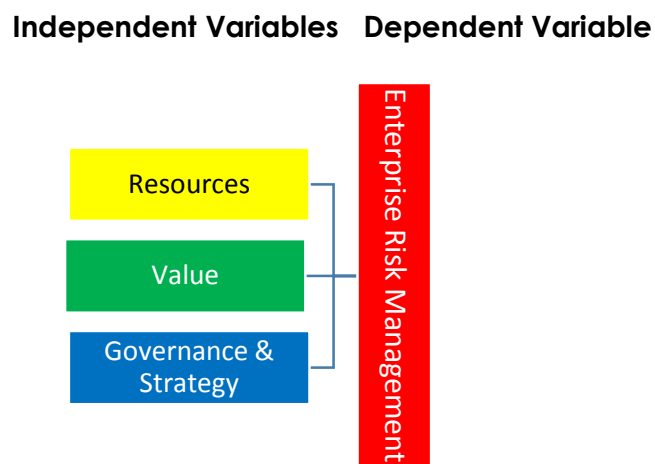 Independent Variables Dependent Variable
Resources
Value
Governance &
Strategy
Enterprise Risk Management